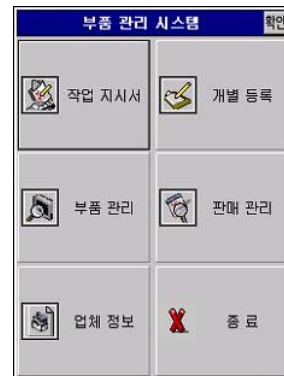 부품 관리 시스템 확인
작업 지시서 개별 등록
부품 관리 판매 관리
업체 정보 종 료